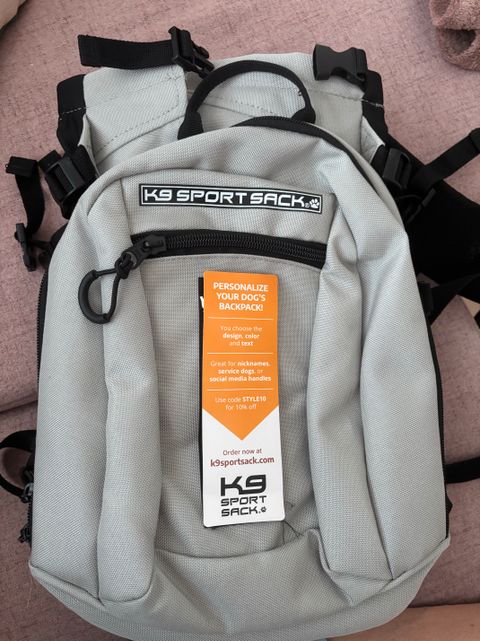 K9 SPORT SACK®
PERSONALIZE
YOUR DOG'S
BACKPACK!
You choose the
design, color
and text
Great for nicknames,
service dogs, or
social media handles
Use code STYLE10
for 10% off
Order now at
k9sportsack.com
K9
SPORT
SACK